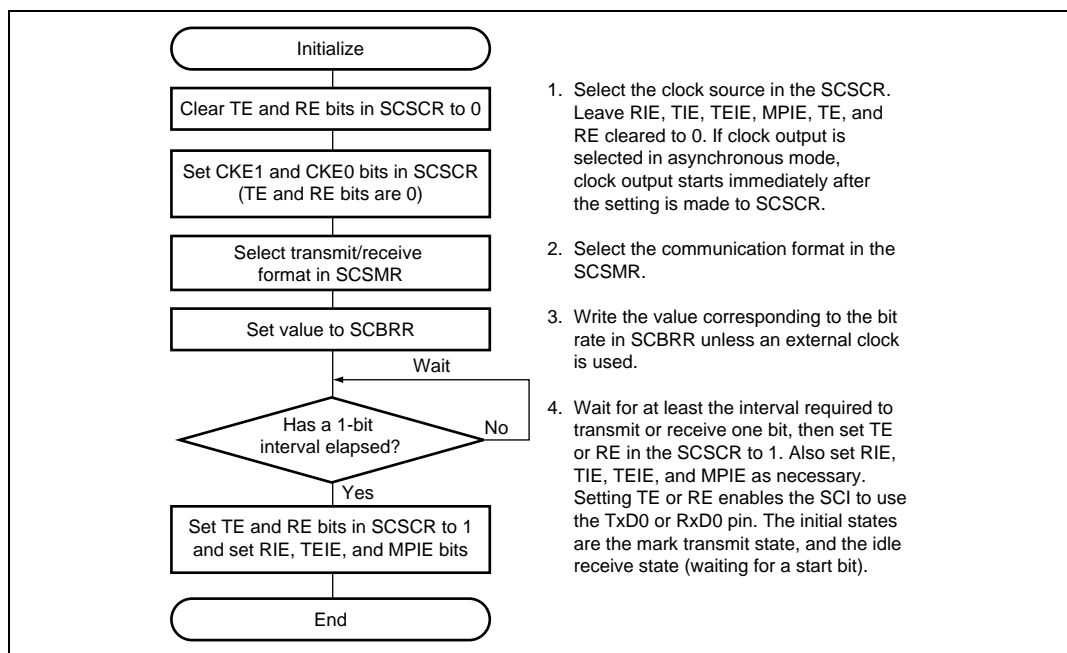 Initialize
Clear TE and RE bits in SCSCR to 0
Set CKE1 and CKE0 bits in SCSCR
(TE and RE bits are 0)
Select transmit/receive
format in SCSMR
Set value to SCBRR
Wait
Has a 1-bit
interval elapsed?
No
Yes
Set TE and RE bits in SCSCR to 1
and set RIE, TEIE, and MPIE bits
End
1. Select the clock source in the SCSCR.
Leave RIE, TIE, TEIE, MPIE, TE, and
RE cleared to 0. If clock output is
selected in asynchronous mode,
clock output starts immediately after
the setting is made to SCSCR.
2. Select the communication format in the
SCSMR.
3. Write the value corresponding to the bit
rate in SCBRR unless an external clock
is used.
4. Wait for at least the interval required to
transmit or receive one bit, then set TE
or RE in the SCSCR to 1. Also set RIE,
TIE, TEIE, and MPIE as necessary.
Setting TE or RE enables the SCI to use
the TxD0 or RxD0 pin. The initial states
are the mark transmit state, and the idle
receive state (waiting for a start bit).